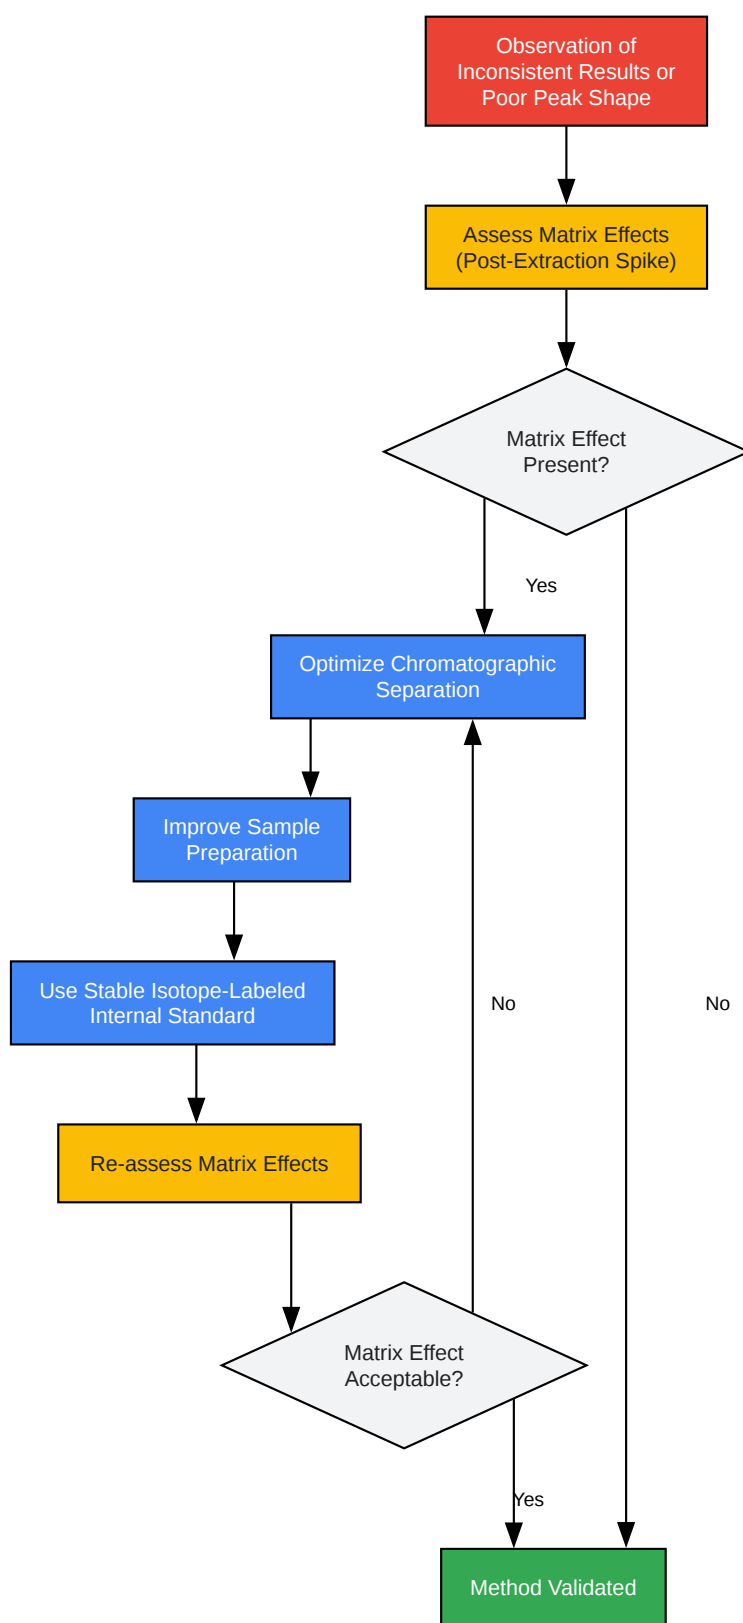 Observation of
Inconsistent Results or
Poor Peak Shape
Assess Matrix Effects
(Post-Extraction Spike)
Matrix Effect
Present?
Yes
Optimize Chromatographic
Separation
Improve Sample
Preparation
Use Stable Isotope-Labeled
Internal Standard
No
No
Re-assess Matrix Effects
Matrix Effect
Acceptable?
Yes
Method Validated